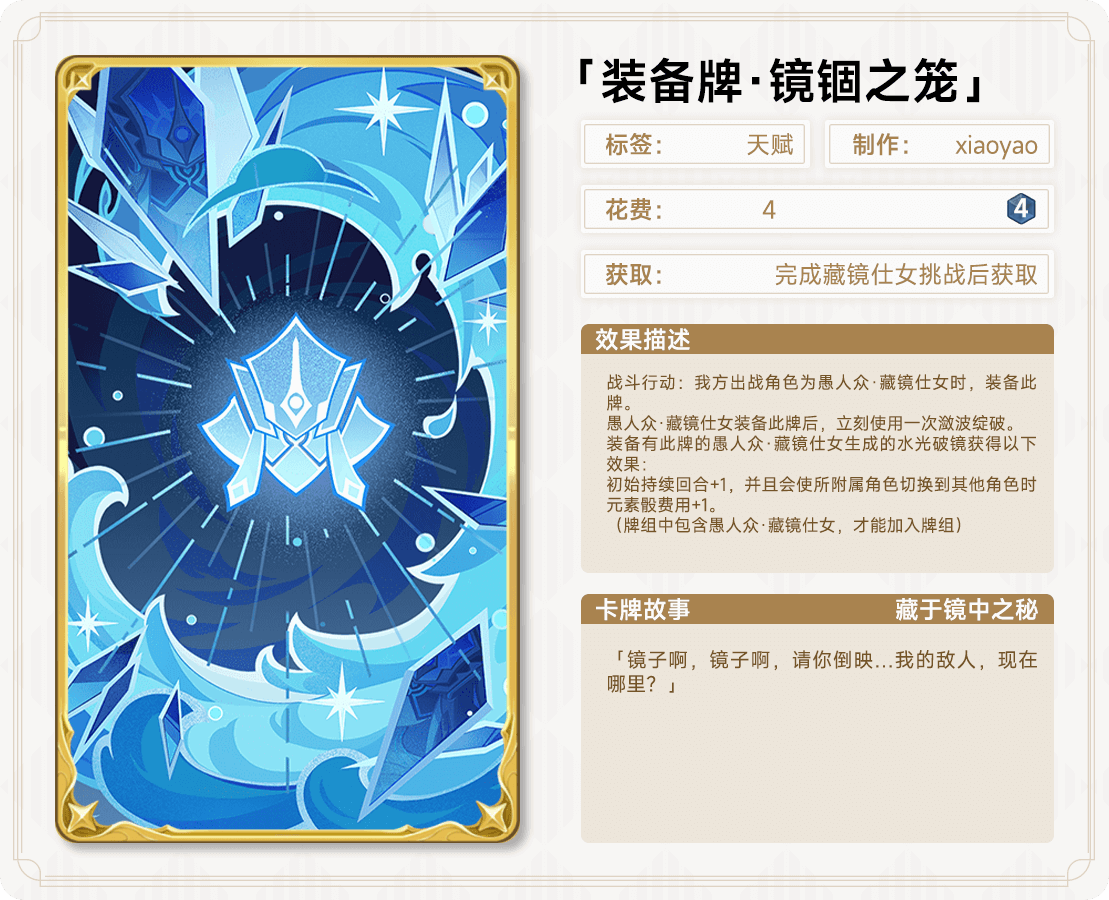 「装备牌·镜锢之笼」
标签： 天赋 制作： xiaoyao
花费： 4 4
获取： 完成藏镜仕女挑战后获取
效果描述
战斗行动：我方出战角色为愚人众·藏镜仕女时，装备此
牌。
愚人众·藏镜仕女装备此牌后，立刻使用一次潋波绽破。
装备有此牌的愚人众·藏镜仕女生成的水光破镜获得以下
效果：
初始持续回合+1，并且会使所附属角色切换到其他角色时
元素骰费用+1。
（牌组中包含愚人众·藏镜仕女，才能加入牌组）
卡牌故事 藏于镜中之秘
「镜子啊，镜子啊，请你倒映…我的敌人，现在
哪里？」